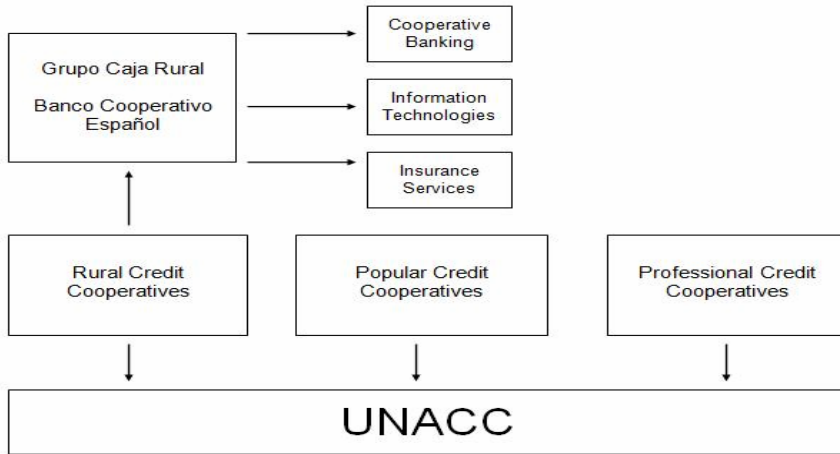 Cooperative
Banking
Grupo Caja Rural
Banco Cooperativo
Español
Information
Technologies
Insurance
Services
Rural Credit
Cooperatives
Popular Credit
Cooperatives
Professional Credit
Cooperatives
UNACC